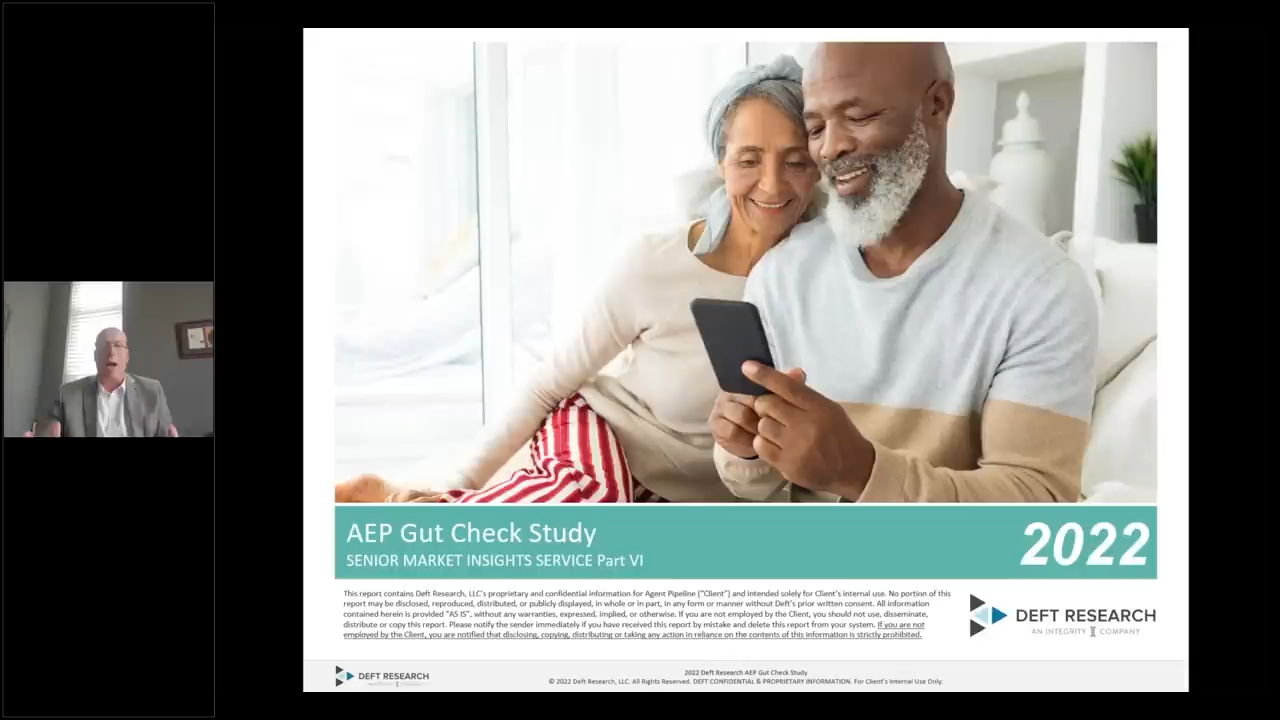 AEP Gut Check Study
SENIOR MARKET INSIGHTS SERVICE Part VI
2022
This report contains Deft Research, LLC's proprietary and confidential information for Agent Pipeline ("Client") and intended solely for Client's internal use. No portion of this
report may be disclosed, reproduced, distributed, or publicly displayed, in whole or in part, in any form or manner without Deft's prior written consent. All information
contained herein is provided "AS IS", without any warranties, expressed, implied, or otherwise. If you are not employed by the Client, you should not use, disseminate,
distribute or copy this report. Please notify the sender immediately if you have received this report by mistake and delete this report from your system. If you are not
employed by the Client, you are notified that disclosing, copying, distributing or taking any action in reliance on the contents of this information is strictly prohibited.
DEFT RESEARCH
AN INTEGRITY COMPANY
DEFT RESEARCH
2022 Deft Research AEP Gut Check Study
© 2022 Deft Research, LLC. All Rights Reserved. DEFT CONFIDENTIAL & PROPRIETARY INFORMATION. For Client's Internal Use Only.